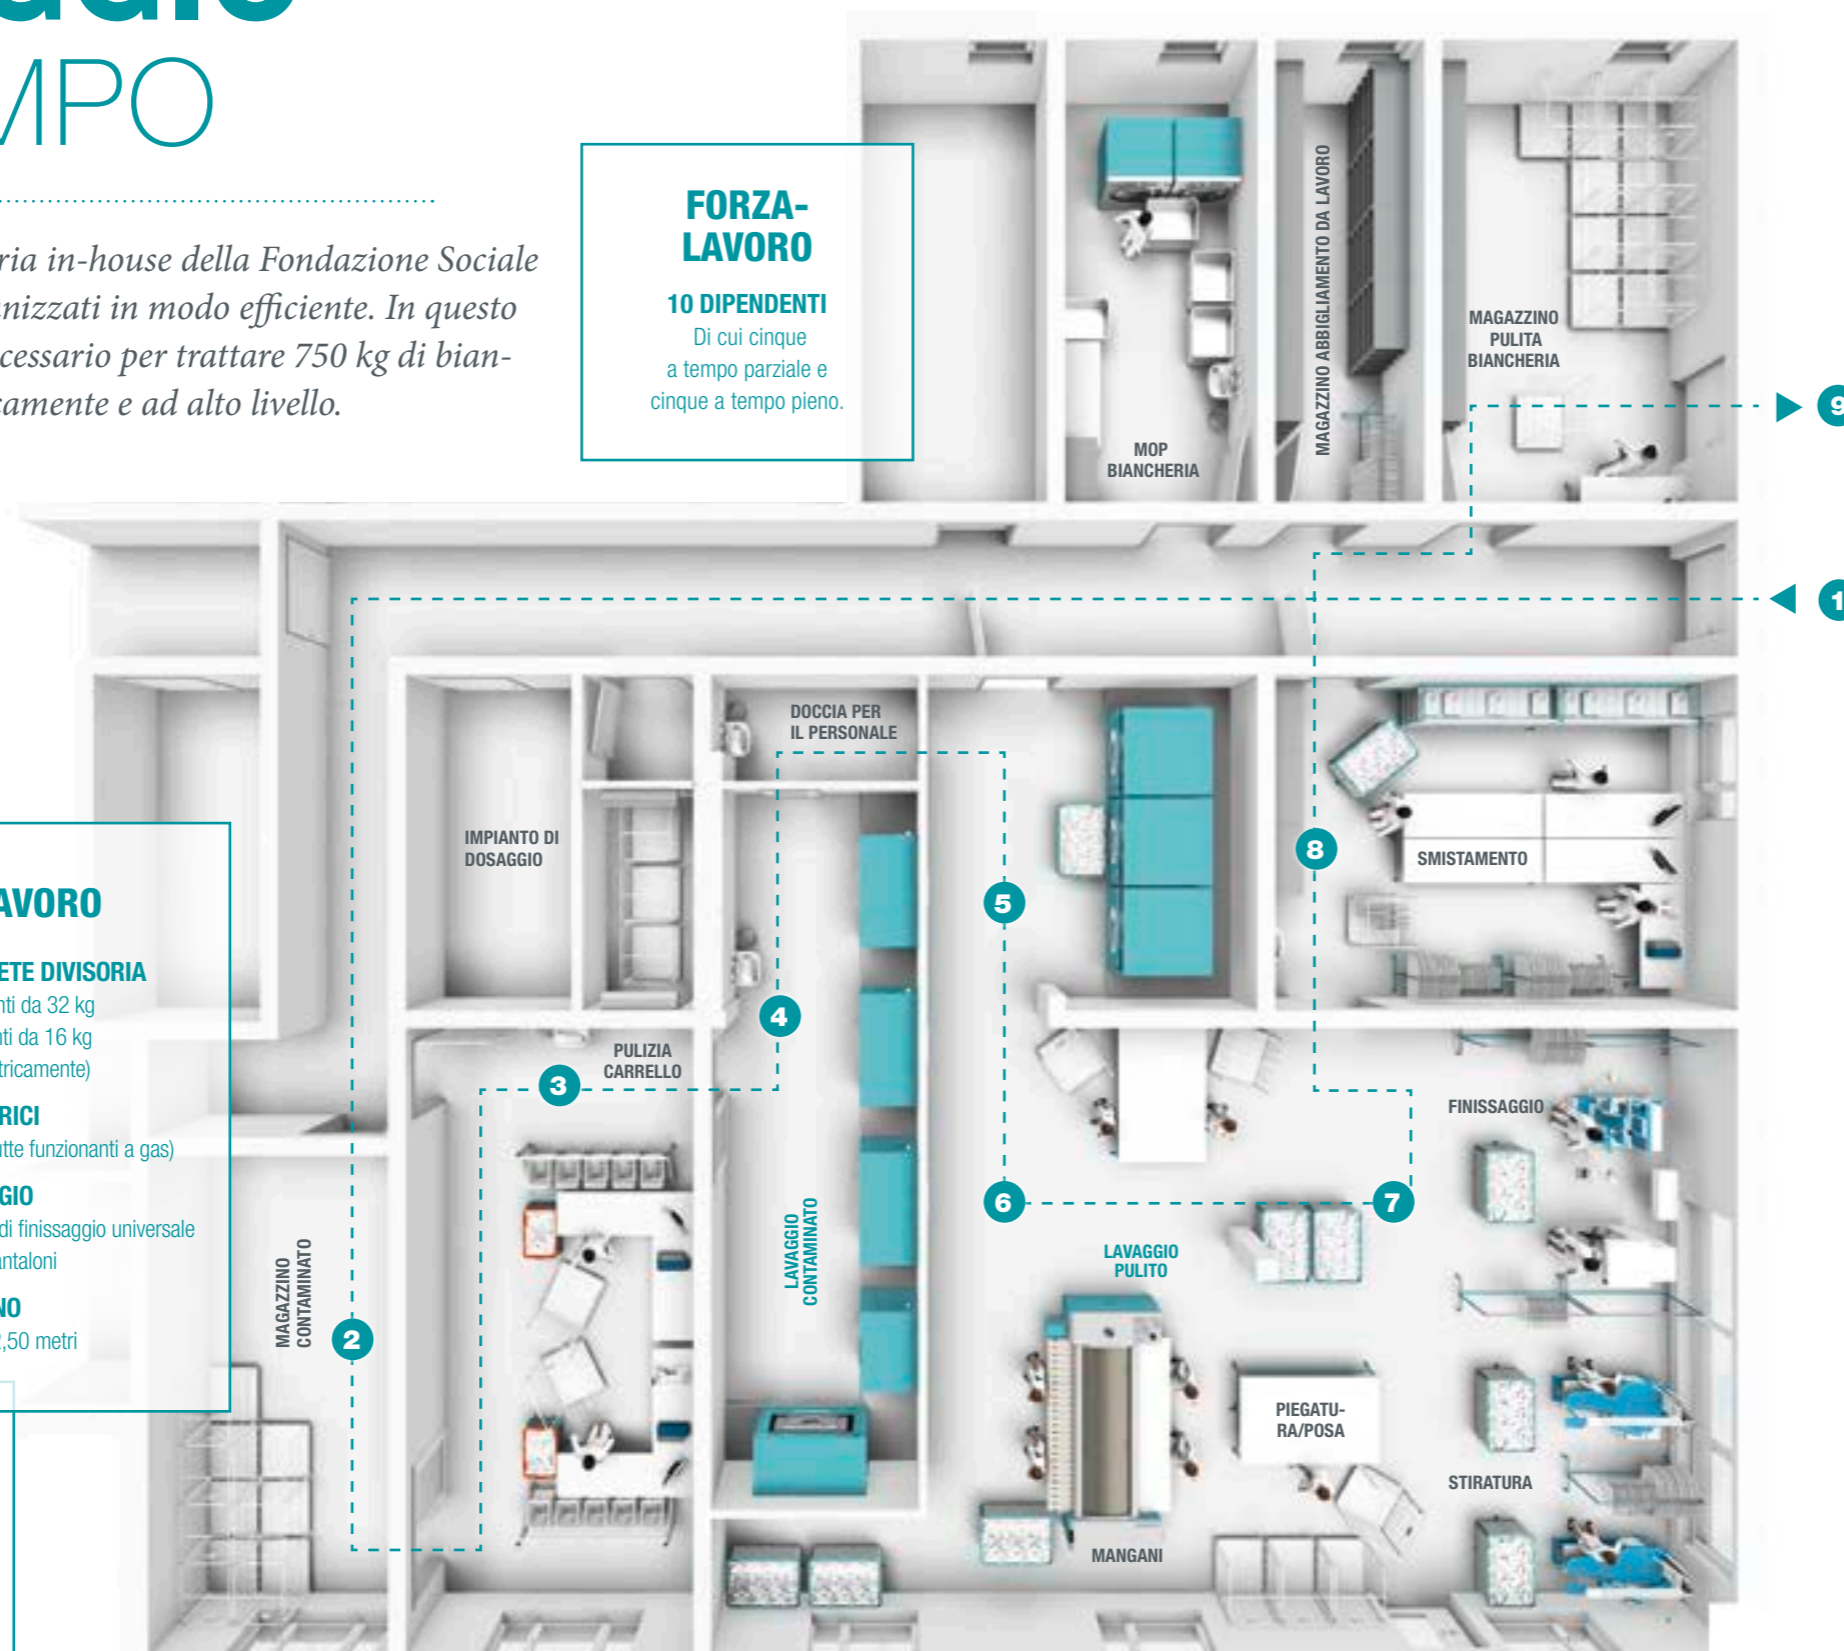 MPO
ria in-house della Fondazione Sociale
nizzati in modo efficiente. In questo
cessario per trattare 750 kg di bian-
camente e ad alto livello.
FORZA-
LAVORO
10 DIPENDENTI
Di cui cinque
a tempo parziale e
cinque a tempo pieno.
MOP
BIANCHERIA
MAGAZZINO ABBIGLIAMENTO DA LAVORO
MAGAZZINO
PULITA
BIANCHERIA
9
1
DOCCIA PER
IL PERSONALE
IMPIANTO DI
DOSAGGIO
5
8
SMISTAMENTO
4
PULIZIA
CARRELLO
3
FINISSAGGIO
6
7
LAVAGGIO
CONTAMINATO
LAVAGGIO
PULITO
MAGAZZINO
CONTAMINATO
2
PIEGATU-
RA/POSA
STIRATURA
MANGANI
AVORO
ETE DIVISORIA
nti da 32 kg
nti da 16 kg
tricamente)
RICI
utte funzionanti a gas)
GIO
di finissaggio universale
antaloni
NO
2,50 metri